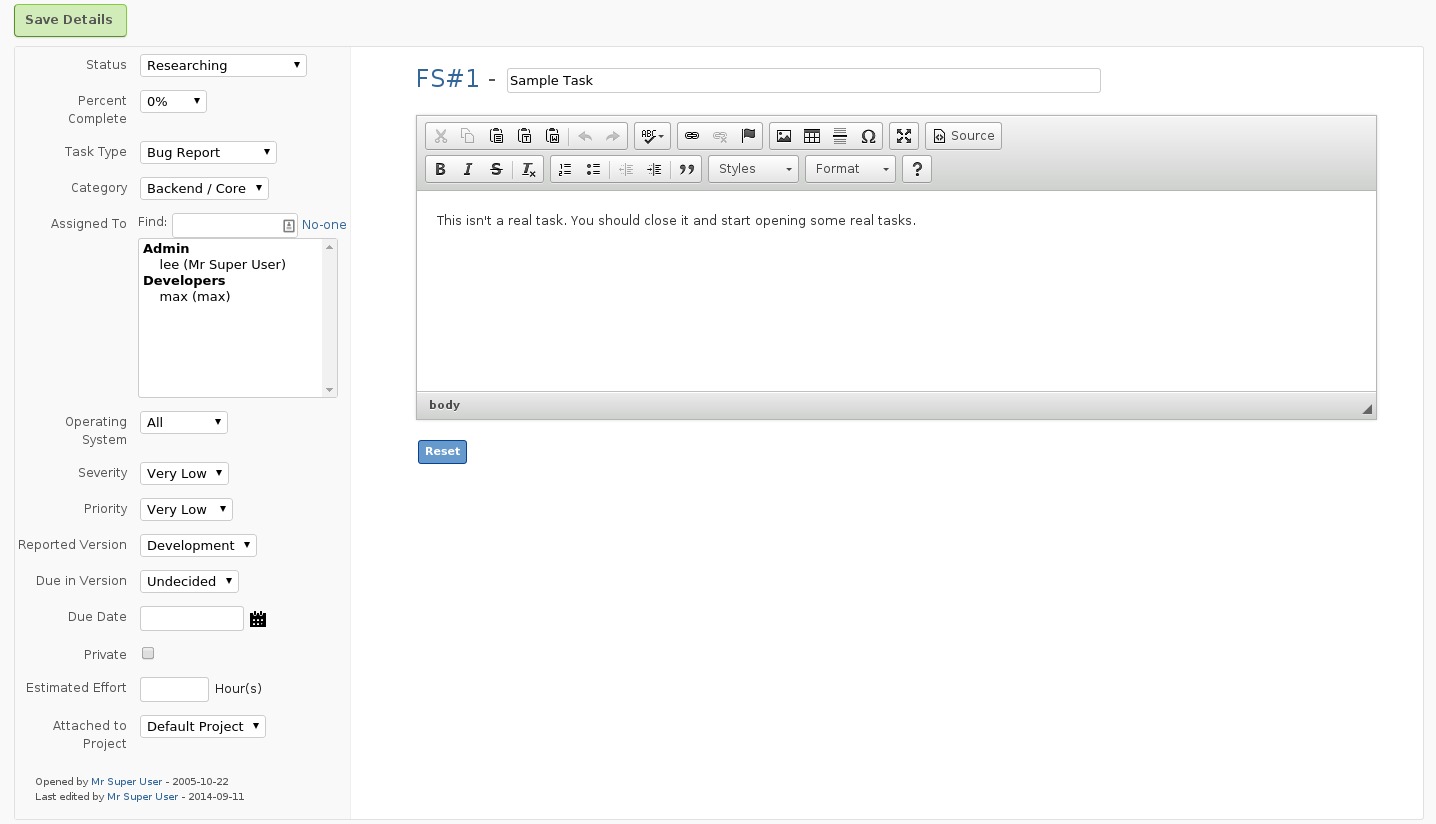 Save Details
Status Researching
Percent Complete 0%
Task Type Bug Report
Category Backend / Core
Assigned To Find: No-one
Admin
lee (Mr Super User)
Developers
max (max)
Operating System All
Severity Very Low
Priority Very Low
Reported Version Development
Due in Version Undecided
Due Date
Private
Estimated Effort Hour(s)
Attached to Project Default Project
Opened by Mr Super User - 2005-10-22
Last edited by Mr Super User - 2014-09-11
FS#1 - Sample Task
ABC Ω Source
B I S Tx Styles Format ?
This isn't a real task. You should close it and start opening some real tasks.
body
Reset